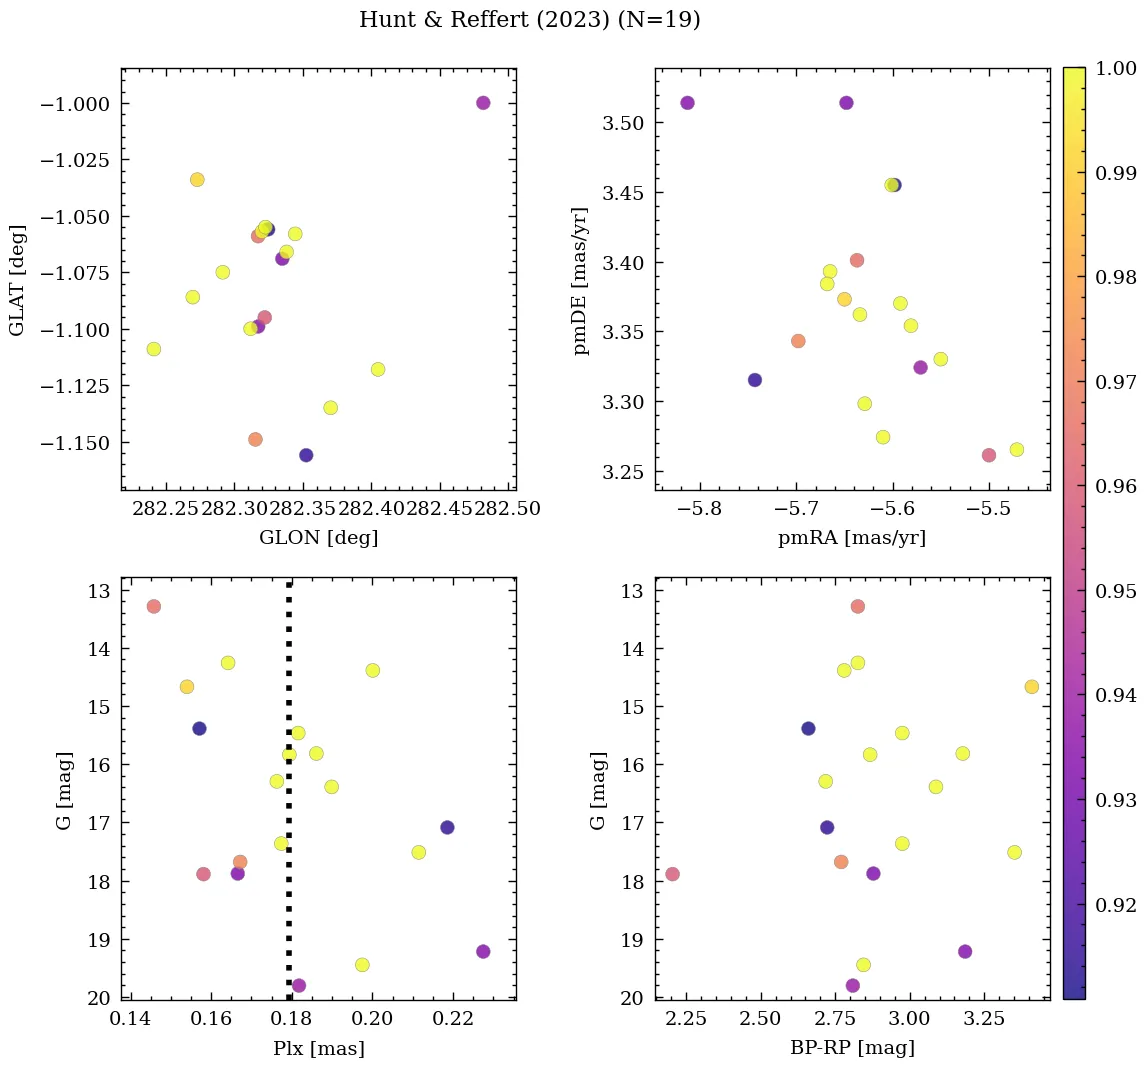 Hunt & Reffert (2023) (N=19)
−1.000
−1.025
−1.050
−1.075
−1.100
−1.125
−1.150
GLAT [deg]
282.25 282.30 282.35 282.40 282.45 282.50
GLON [deg]
3.50
3.45
3.40
3.35
3.30
3.25
pmDE [mas/yr]
−5.8 −5.7 −5.6 −5.5
pmRA [mas/yr]
13
14
15
16
17
18
19
20
G [mag]
0.14 0.16 0.18 0.20 0.22
Plx [mas]
13
14
15
16
17
18
19
20
G [mag]
2.25 2.50 2.75 3.00 3.25
BP-RP [mag]
1.00
0.99
0.98
0.97
0.96
0.95
0.94
0.93
0.92